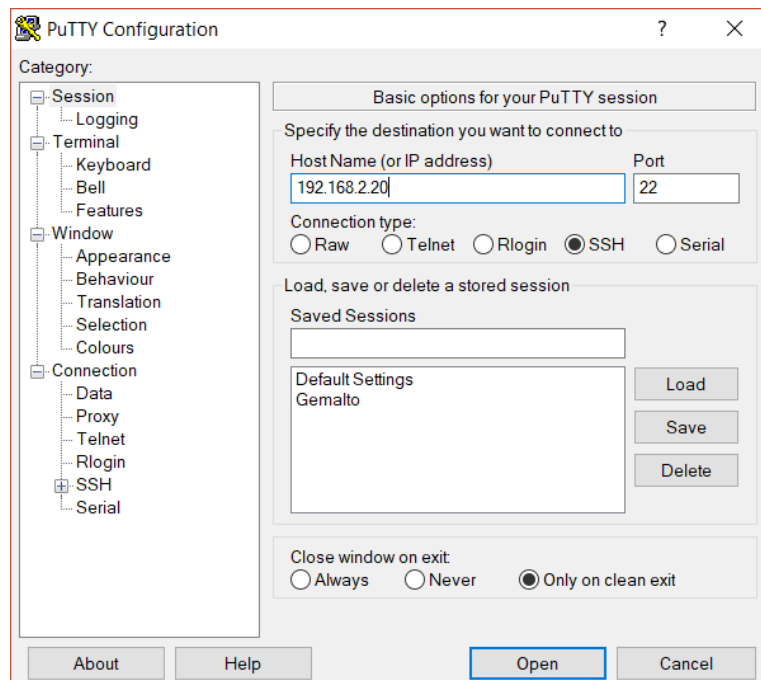 PuTTY Configuration
?
Category:
Session
Logging
Terminal
Keyboard
Bell
Features
Window
Appearance
Behaviour
Translation
Selection
Colours
Connection
Data
Proxy
Telnet
Rlogin
SSH
Serial
Basic options for your PuTTY session
Specify the destination you want to connect to
Host Name (or IP address) Port
192.168.2.20 22
Connection type:
Raw Telnet Rlogin SSH Serial
Load, save or delete a stored session
Saved Sessions
Default Settings
Gemalto
Load
Save
Delete
Close window on exit:
Always Never Only on clean exit
About Help Open Cancel